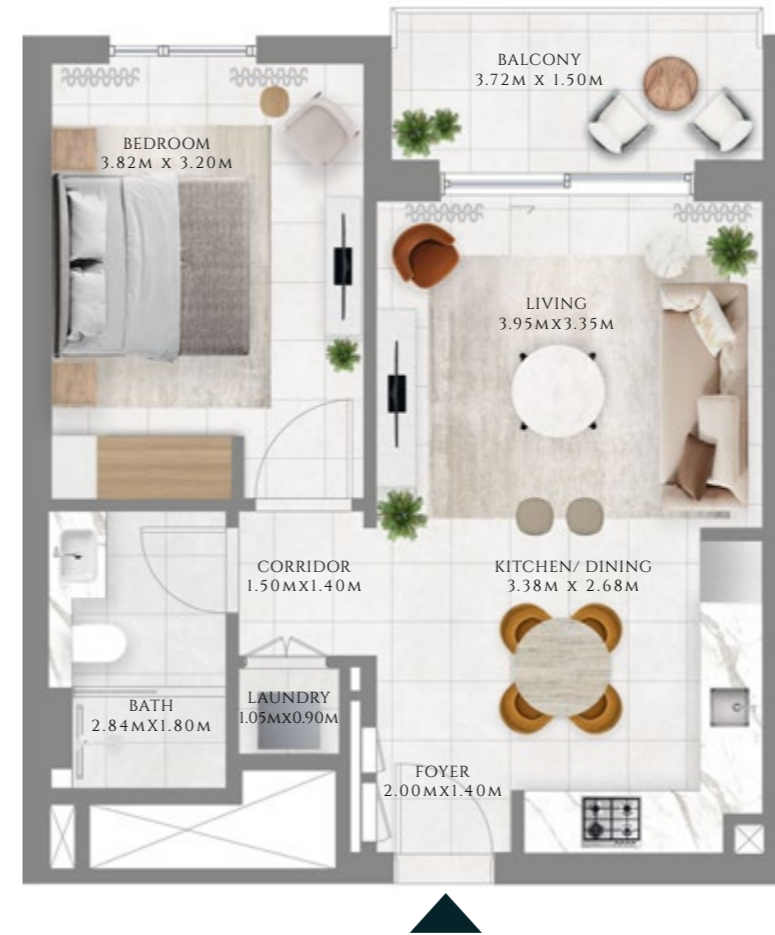 BALCONY
3.72M X 1.50M
BEDROOM
3.82M X 3.20M
LIVING
3.95MX3.35M
CORRIDOR
1.50MX1.40M
KITCHEN/ DINING
3.38M X 2.68M
BATH
2.84MX1.80M
LAUNDRY
1.05MX0.90M
FOYER
2.00MX1.40M